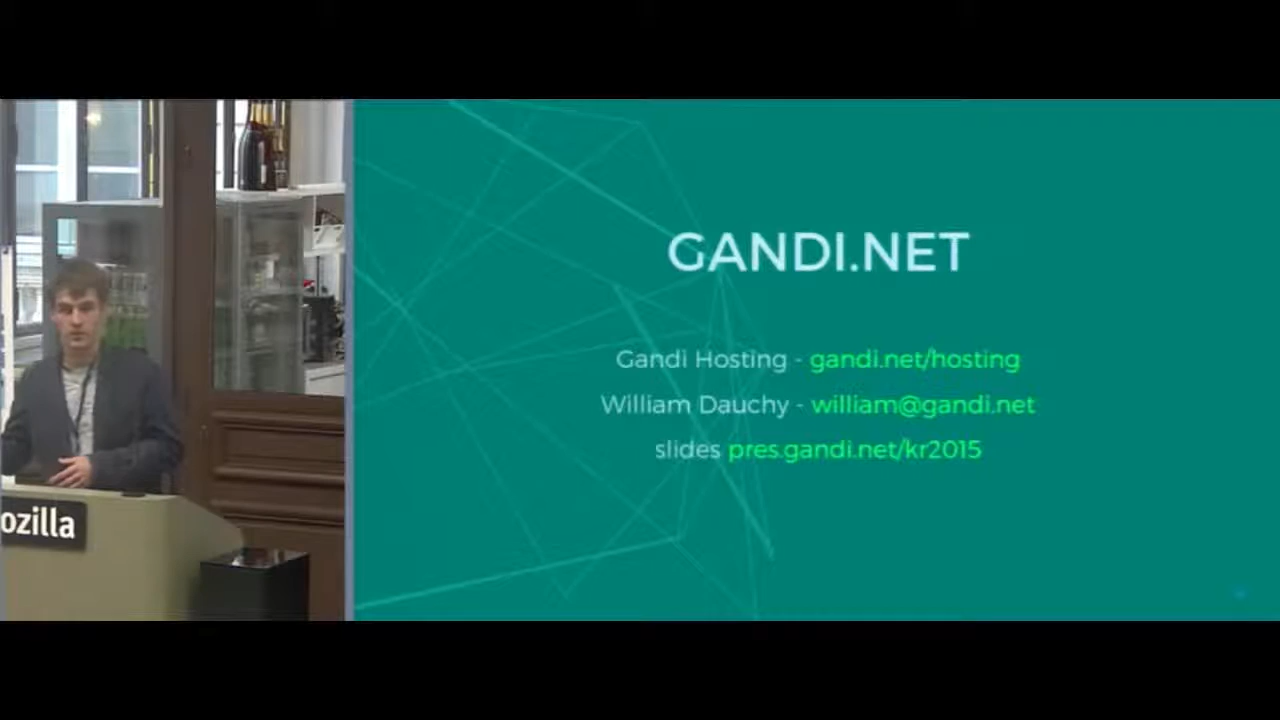 GANDI.NET
Gandi Hosting - gandi.net/hosting
William Dauchy - william@gandi.net
slides pres.gandi.net/kr2015
ozilla